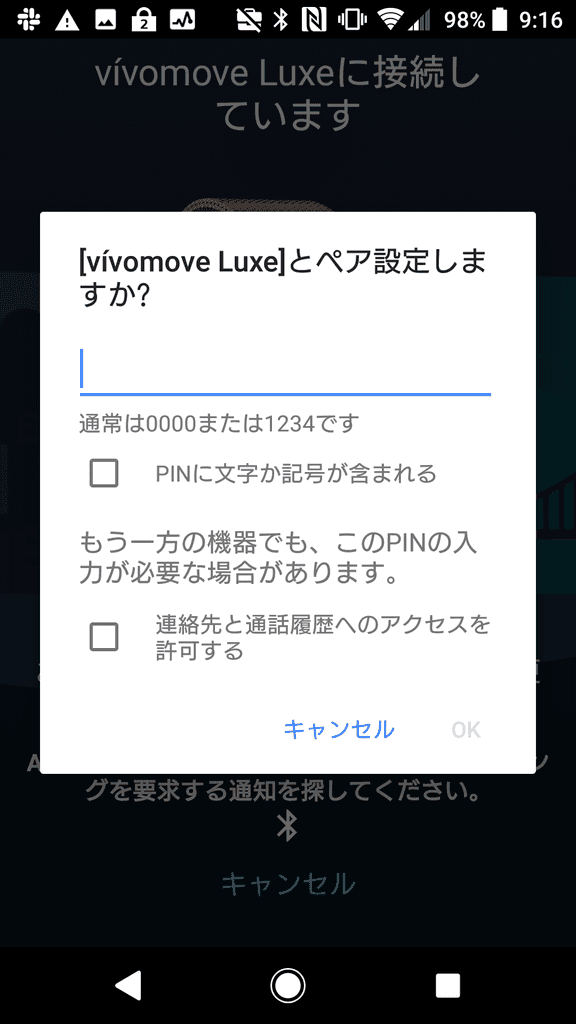 98% 9:16
vívomove Luxeに接続し
ています
[vívomove Luxe]とペア設定しま
すか?
通常は0000または1234です
PINに文字か記号が含まれる
もう一方の機器でも、このPINの入
力が必要な場合があります。
連絡先と通話履歴へのアクセスを
許可する
キャンセル OK
グを要求する通知を探してください。
キャンセル